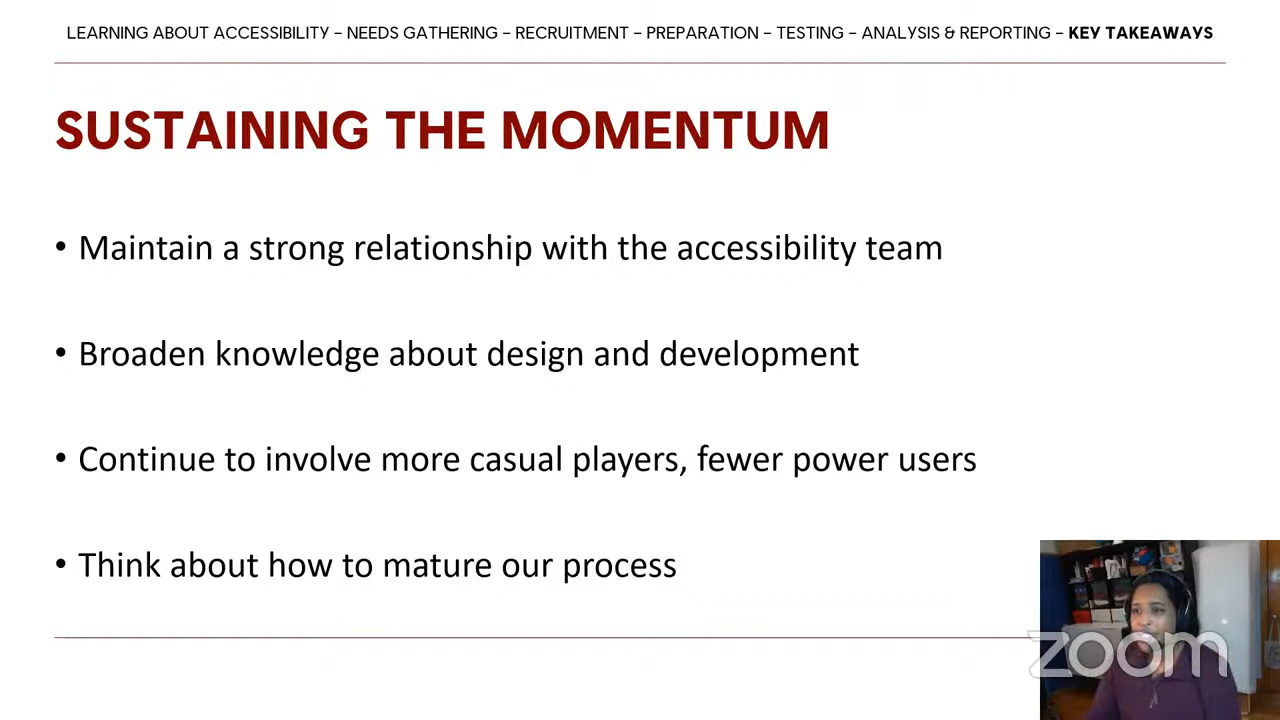 LEARNING ABOUT ACCESSIBILITY – NEEDS GATHERING – RECRUITMENT – PREPARATION – TESTING – ANALYSIS & REPORTING – KEY TAKEAWAYS
SUSTAINING THE MOMENTUM
• Maintain a strong relationship with the accessibility team
• Broaden knowledge about design and development
• Continue to involve more casual players, fewer power users
• Think about how to mature our process
zoom